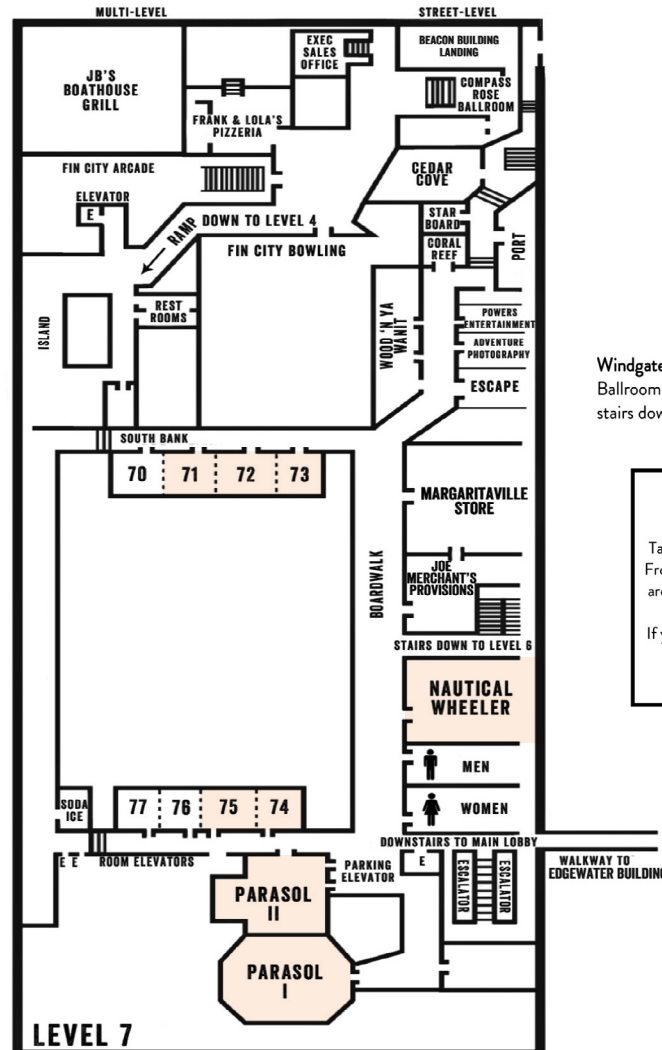 MULTI-LEVEL
STREET-LEVEL
JB'S
BOATHOUSE
GRILL
EXEC
SALES
OFFICE
BEACON BUILDING
LANDING
COMPASS
ROSE
BALLROOM
FRANK & LOLA'S
PIZZERIA
FIN CITY ARCADE
CEDAR
COVE
ELEVATOR
E
RAMP
DOWN TO LEVEL 4
STAR
BOARD
PORT
FIN CITY BOWLING
CORAL
REEF
ISLAND
REST
ROOMS
WOOD 'N YA
WANIT
POWERS
ENTERTAINMENT
ADVENTURE
PHOTOGRAPHY
ESCAPE
Windgate
Ballroom
stairs dow
SOUTH BANK
70
71
72
73
MARGARITAVILLE
STORE
Ta
Fro
are
If y
BOARDWALK
JOE
MERCHANT'S
PROVISIONS
STAIRS DOWN TO LEVEL 6
NAUTICAL
WHEELER
MEN
WOMEN
SODA
ICE
77
76
75
74
DOWNSTAIRS TO MAIN LOBBY
E E
ROOM ELEVATORS
PARKING
ELEVATOR
E
ESCALATOR
ESCALATOR
WALKWAY TO
EDGEWATER BUILDING
PARASOL
II
PARASOL
I
LEVEL 7